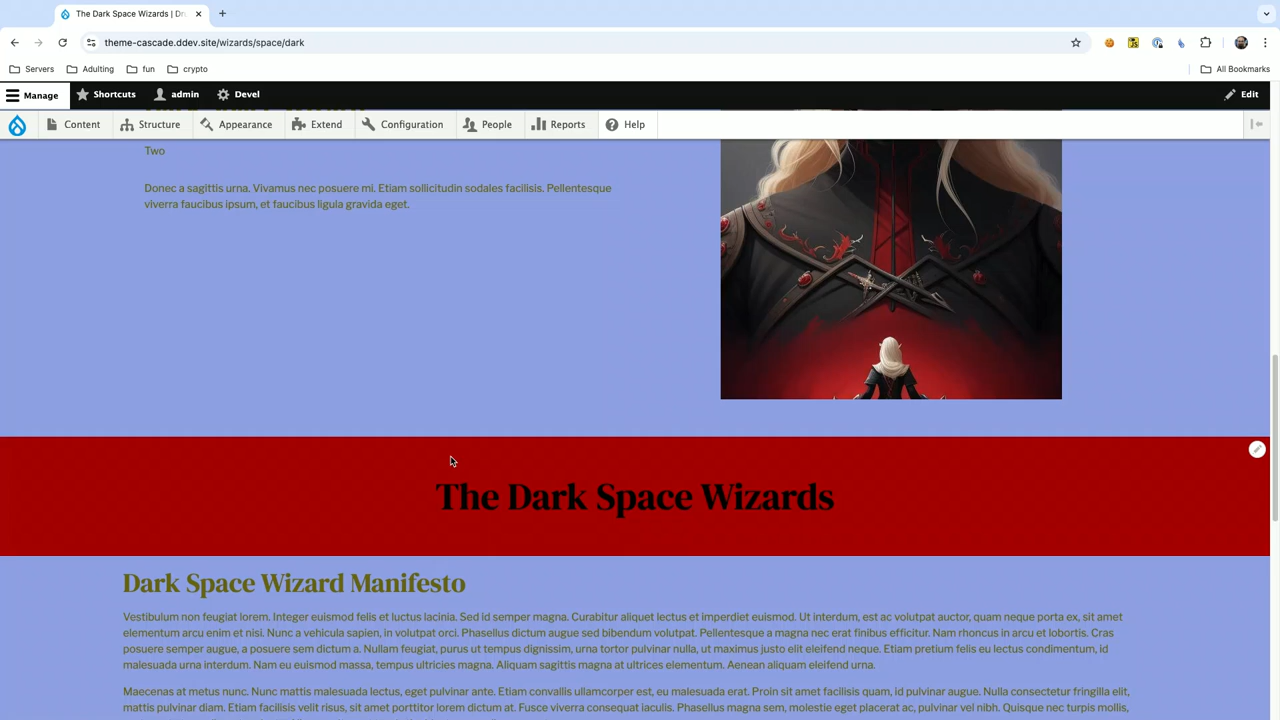 The Dark Space Wizards | Dr
theme-cascade.ddev.site/wizards/space/dark
Servers
Adulting
fun
crypto
All Bookmarks
Manage
Shortcuts
admin
Devel
Edit
Content
Structure
Appearance
Extend
Configuration
People
Reports
Help
Two
Donec a sagittis urna. Vivamus nec posuere mi. Etiam sollicitudin sodales facilisis. Pellentesque
viverra faucibus ipsum, et faucibus ligula gravida eget.
The Dark Space Wizards
Dark Space Wizard Manifesto
Vestibulum non feugiat lorem. Integer euismod felis et luctus lacinia. Sed id semper magna. Curabitur aliquet lectus et imperdiet euismod. Ut interdum, est ac volutpat auctor, quam neque porta ex, sit amet
elementum arcu enim et nisi. Nunc a vehicula sapien, in volutpat orci. Phasellus dictum augue sed bibendum volutpat. Pellentesque a magna nec erat finibus efficitur. Nam rhoncus in arcu et lobortis. Cras
posuere semper augue, a posuere sem dictum a. Nullam feugiat, purus ut tempus dignissim, urna tortor pulvinar nulla, ut maximus justo elit eleifend neque. Etiam pretium felis eu lectus condimentum, id
malesuada urna interdum. Nam eu euismod massa, tempus ultricies magna. Aliquam sagittis magna at ultrices elementum. Aenean aliquam eleifend urna.
Maecenas at metus nunc. Nunc mattis malesuada lectus, eget pulvinar ante. Etiam convallis ullamcorper est, eu malesuada erat. Proin sit amet facilisis quam, id pulvinar augue. Nulla consectetur fringilla elit,
mattis pulvinar diam. Etiam facilisis velit risus, sit amet porttitor lorem dictum at. Fusce viverra consequat iaculis. Phasellus magna sem, molestie eget placerat ac, pulvinar vel nibh. Quisque nec turpis mollis,